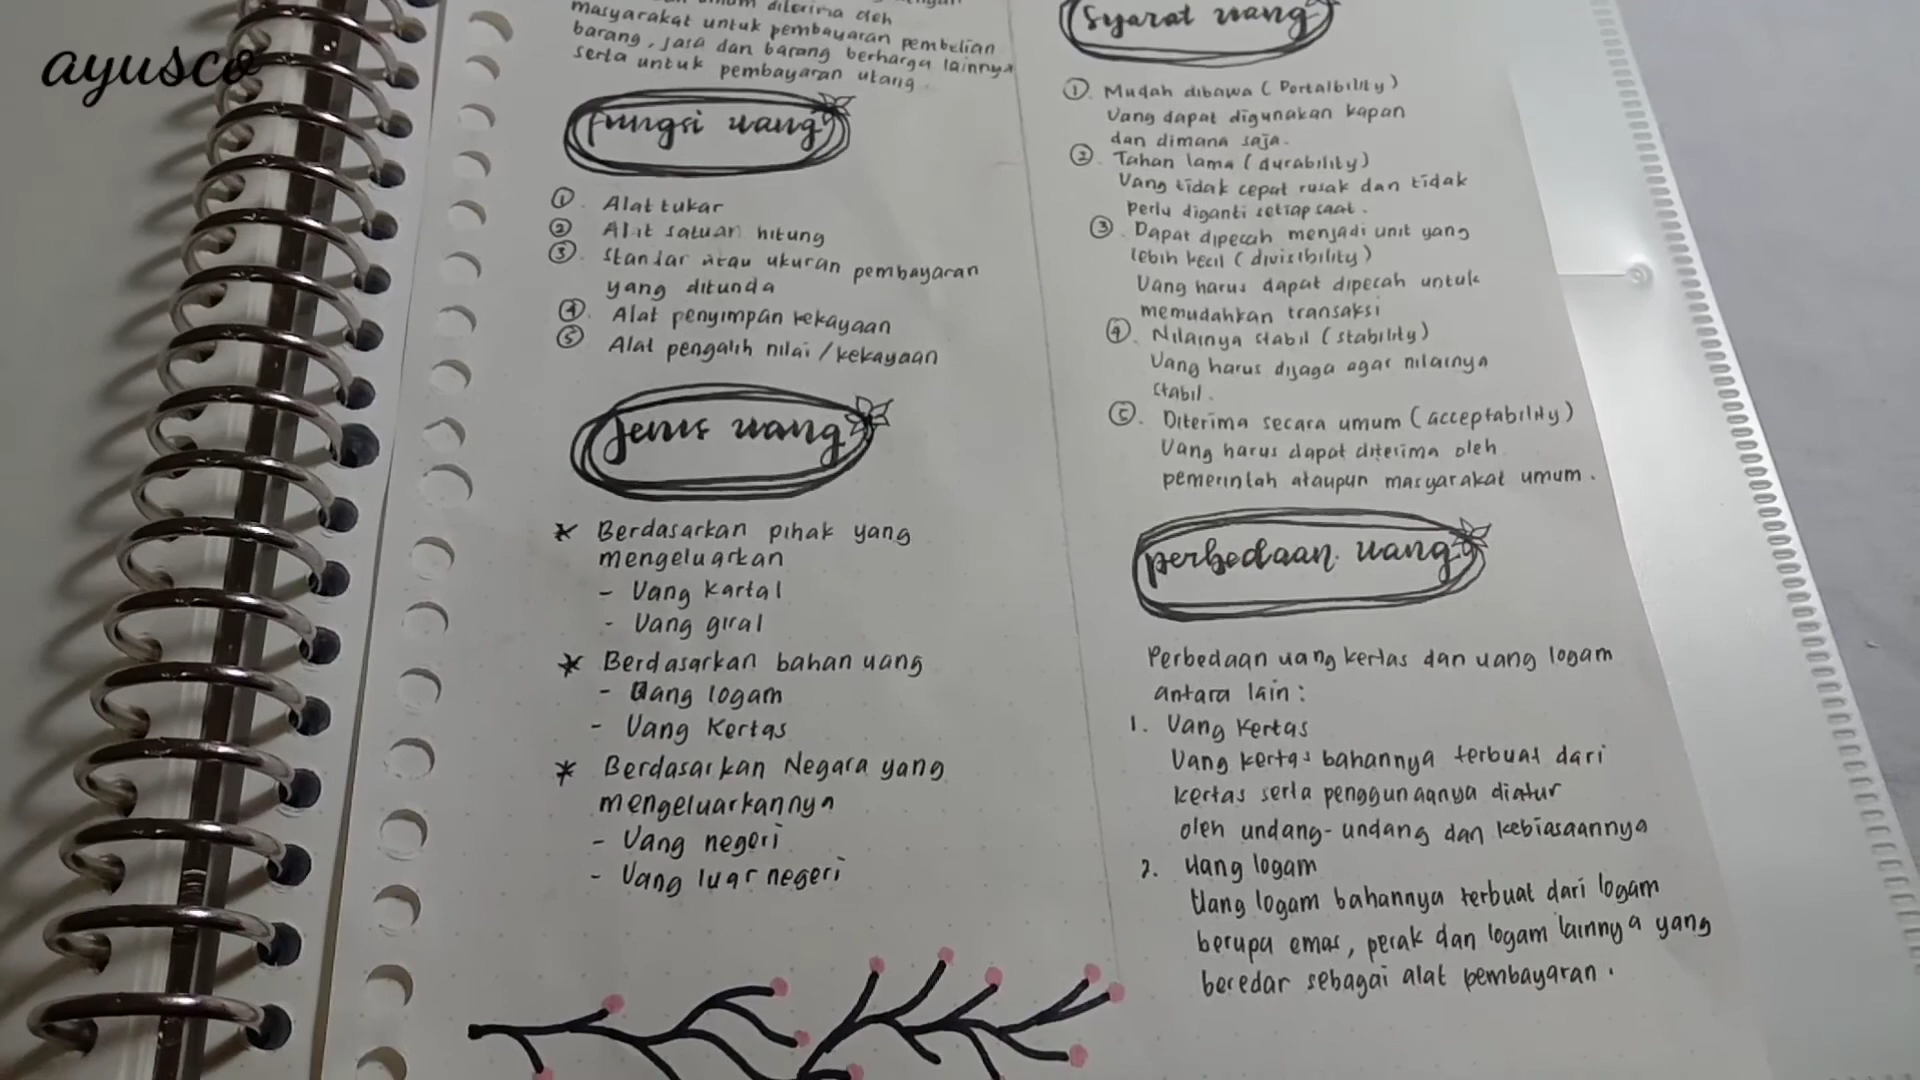 ayusco
umum diterima oleh
masyarakat untuk pembayaran pembelian
barang, jasa dan barang berharga lainnya
serta untuk pembayaran utang.
fungsi uang
① Alat tukar
② Alat satuan hitung
③ Standar atau ukuran pembayaran
yang ditunda
④ Alat penyimpan kekayaan
⑤ Alat pengalih nilai / kekayaan
jenis uang
* Berdasarkan pihak yang
mengeluarkan
- Uang kartal
- Uang giral
* Berdasarkan bahan uang
- Uang logam
- Uang Kertas
* Berdasarkan Negara yang
mengeluarkannya
- Uang negeri
- Uang luar negeri
Syarat uang
① Mudah dibawa (Portalbility)
Uang dapat digunakan kapan
dan dimana saja.
② Tahan lama (durability)
Uang tidak cepat rusak dan tidak
perlu diganti setiap saat.
③ Dapat dipecah menjadi unit yang
lebih kecil (divisibility)
Uang harus dapat dipecah untuk
memudahkan transaksi
④ Nilainya stabil (stability)
Uang harus dijaga agar nilainya
stabil.
⑤ Diterima secara umum (acceptability)
Uang harus dapat diterima oleh
pemerintah ataupun masyarakat umum.
perbedaan uang
Perbedaan uang kertas dan uang logam
antara lain:
1. Uang Kertas
Uang kertas bahannya terbuat dari
kertas serta penggunaanya diatur
oleh undang-undang dan kebiasaannya
2. Uang logam
Uang logam bahannya terbuat dari logam
berupa emas, perak dan logam lainnya yang
beredar sebagai alat pembayaran.